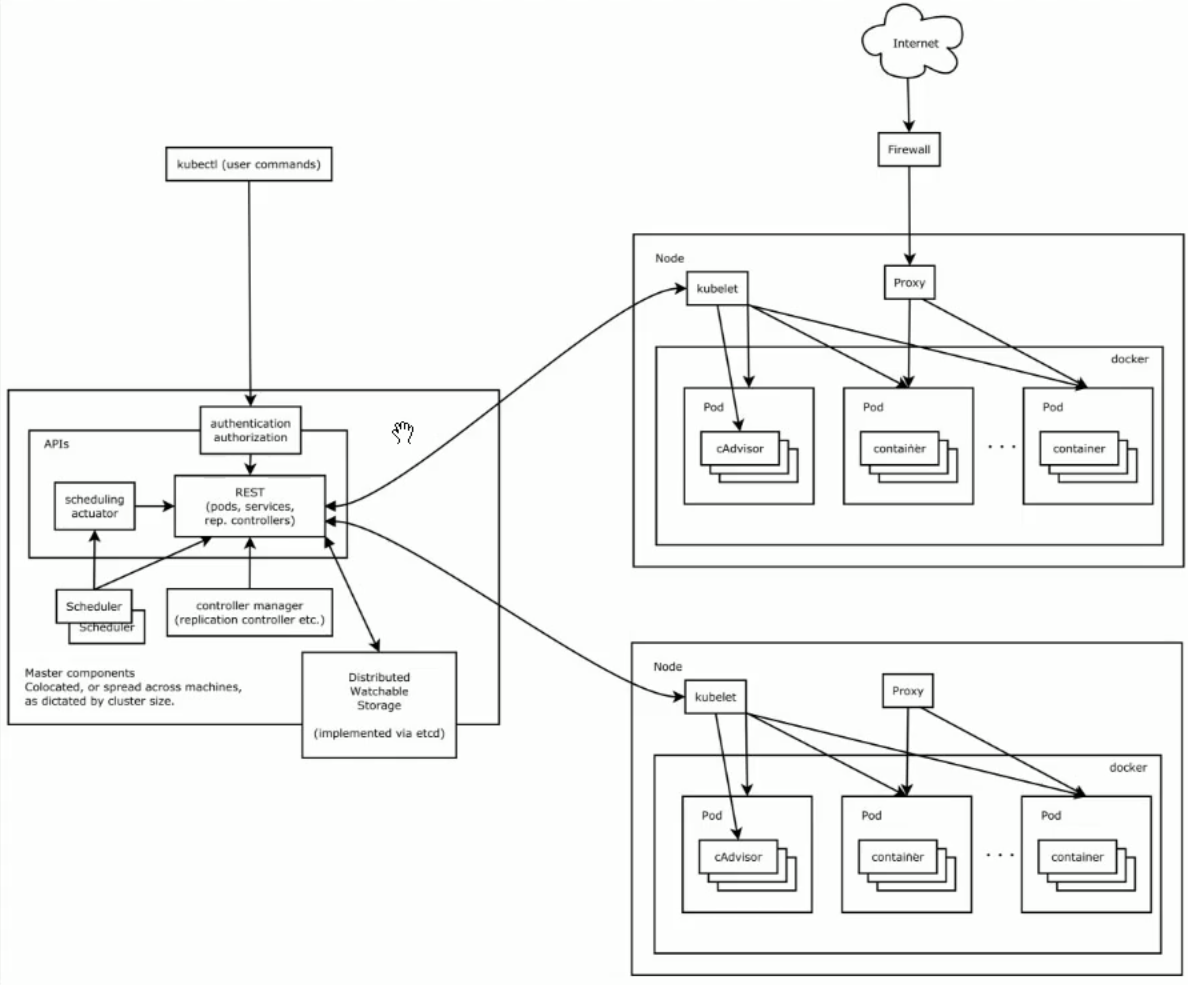 Internet
Firewall
kubectl (user commands)
Node
kubelet
Proxy
docker
Pod
cAdvisor
Pod
container
. . .
Pod
container
authentication
authorization
APIs
REST
(pods, services,
rep. controllers)
scheduling
actuator
Scheduler
Scheduler
controller manager
(replication controller etc.)
Master components
Colocated, or spread across machines,
as dictated by cluster size.
Distributed
Watchable
Storage
(implemented via etcd)
Node
kubelet
Proxy
docker
Pod
cAdvisor
Pod
container
. . .
Pod
container